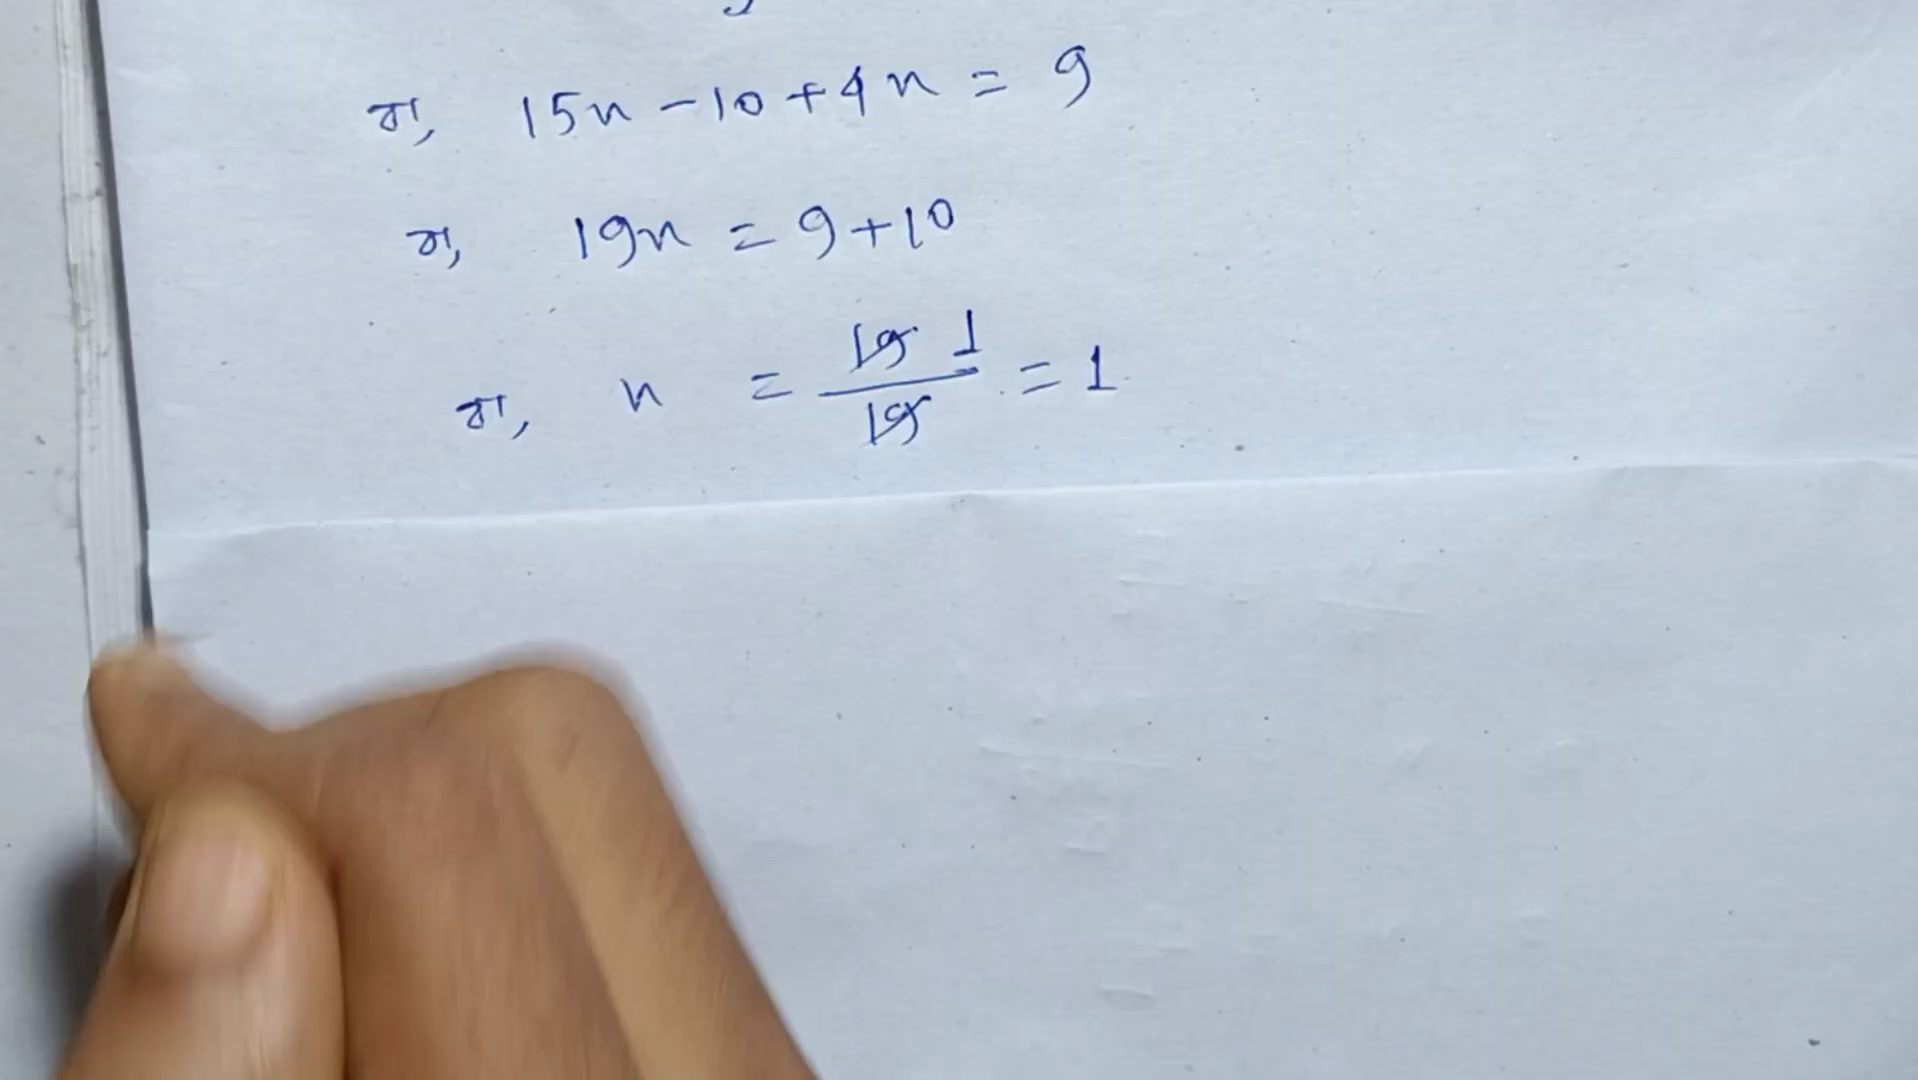 বা, 15x - 10 + 4x = 9
বা, 19x = 9 + 10
বা, x = 19 1 / 19 = 1